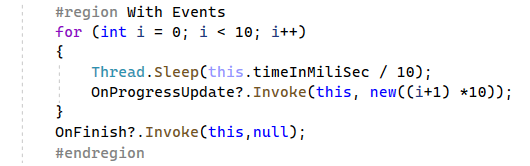 #region With Events
for (int i = 0; i < 10; i++)
{
Thread.Sleep(this.timeInMiliSec / 10);
OnProgressUpdate?.Invoke(this, new((i+1) *10));
}
OnFinish?.Invoke(this,null);
#endregion